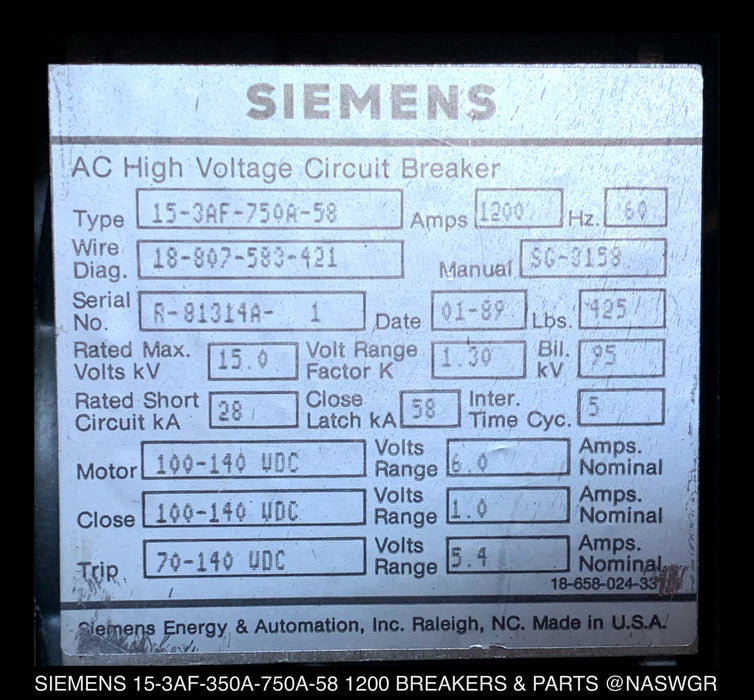 SIEMENS
AC High Voltage Circuit Breaker
Type 15-3AF-750A-58 Amps 1200 Hz. 60
Wire Diag. 18-807-583-421 Manual SG-3158
Serial No. R-81314A- 1 Date 01-89 Lbs. 425
Rated Max. Volts kV 15.0 Volt Range Factor K 1.30 Bil. kV 95
Rated Short Circuit kA 28 Close Latch kA 58 Inter. Time Cyc. 5
Motor 100-140 VDC Volts Range 6.0 Amps. Nominal
Close 100-140 VDC Volts Range 1.0 Amps. Nominal
Trip 70-140 VDC Volts Range 5.4 Amps. Nominal
18-658-024-33
Siemens Energy & Automation, Inc. Raleigh, NC. Made in U.S.A.
SIEMENS 15-3AF-350A-750A-58 1200 BREAKERS & PARTS @NASWGR